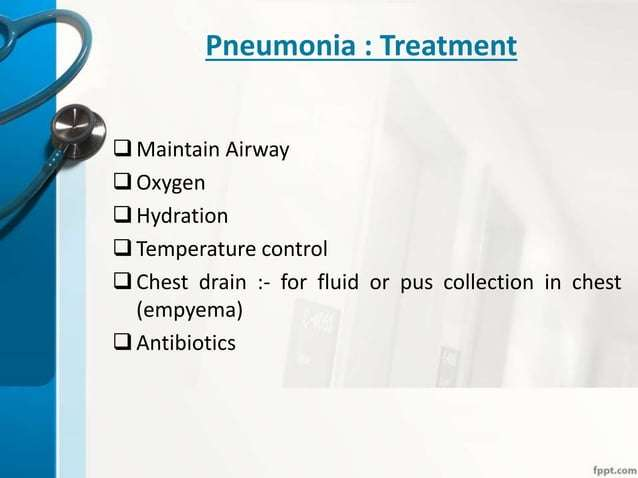 Pneumonia : Treatment
Maintain Airway
Oxygen
Hydration
Temperature control
Chest drain :- for fluid or pus collection in chest
(empyema)
Antibiotics
fppt.com